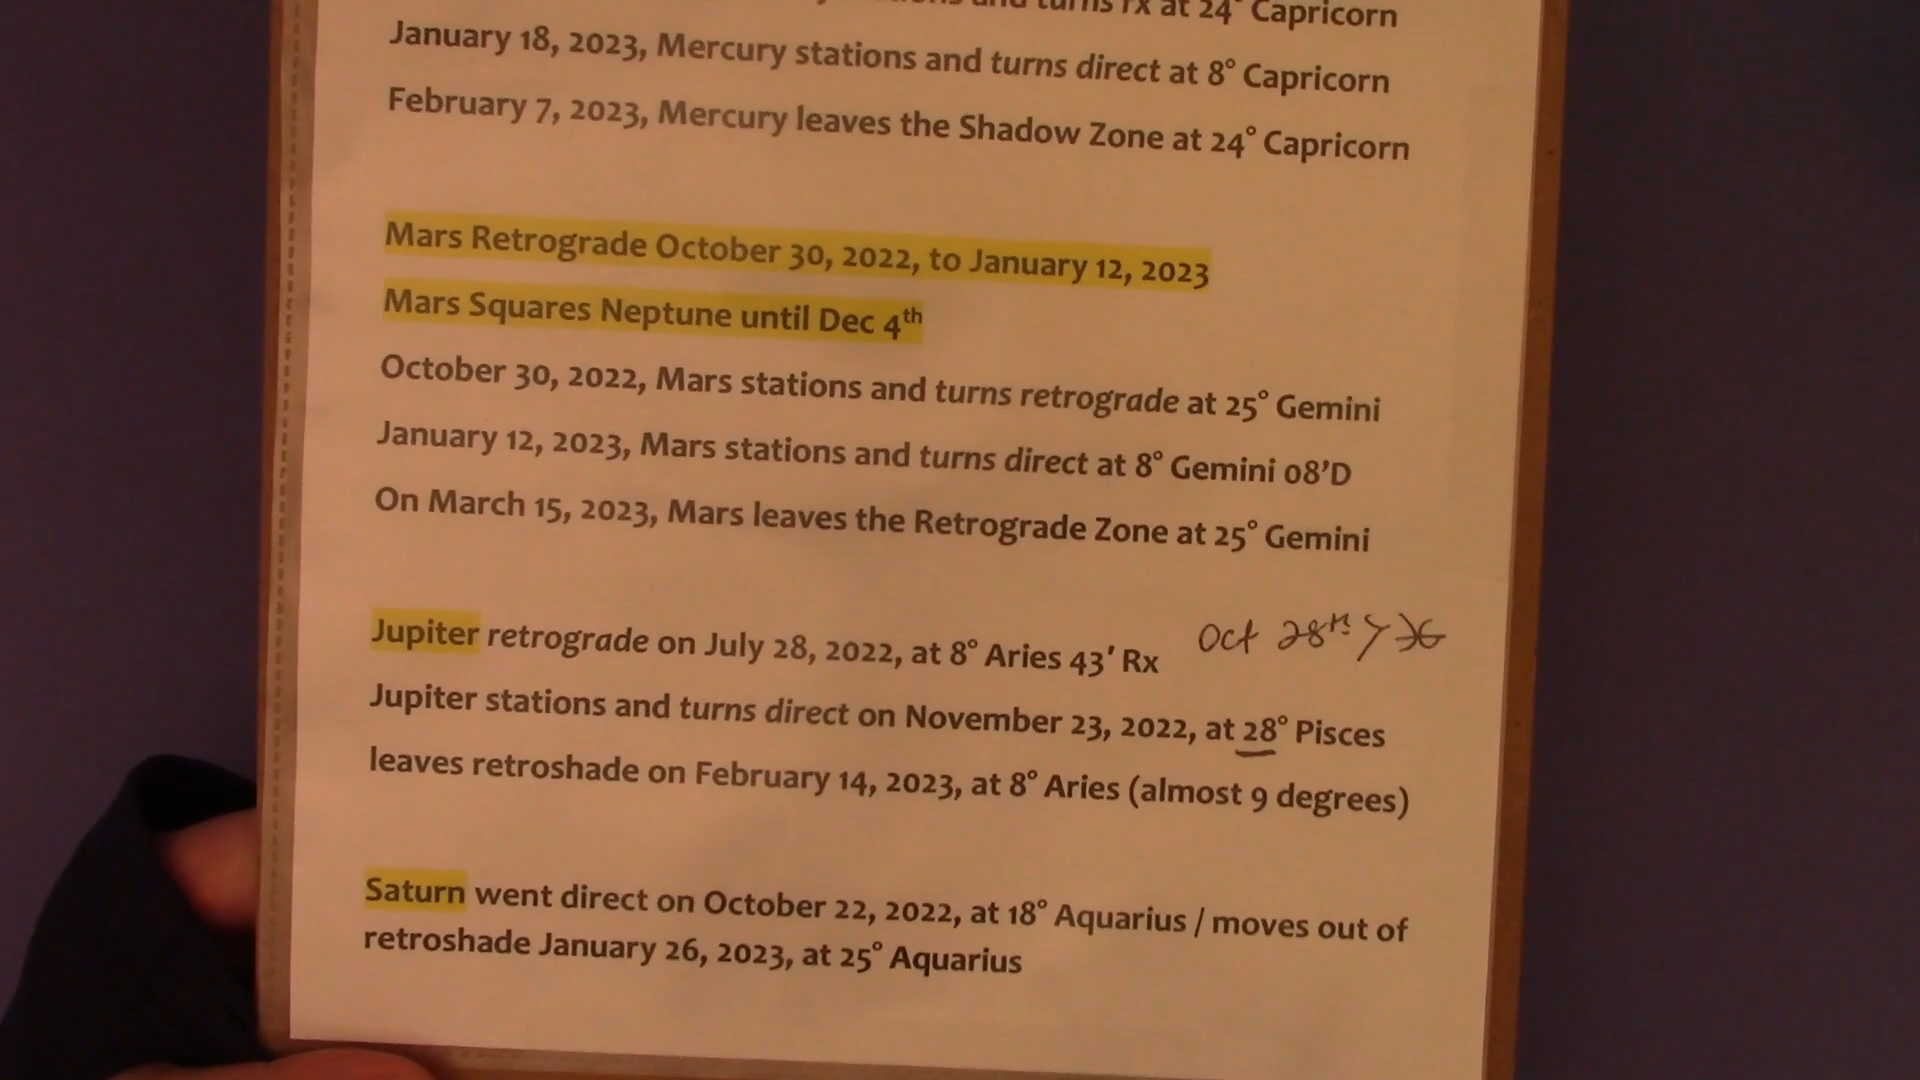 and turns rx at 24° Capricorn
January 18, 2023, Mercury stations and turns direct at 8° Capricorn
February 7, 2023, Mercury leaves the Shadow Zone at 24° Capricorn
Mars Retrograde October 30, 2022, to January 12, 2023
Mars Squares Neptune until Dec 4th
October 30, 2022, Mars stations and turns retrograde at 25° Gemini
January 12, 2023, Mars stations and turns direct at 8° Gemini 08'D
On March 15, 2023, Mars leaves the Retrograde Zone at 25° Gemini
Jupiter retrograde on July 28, 2022, at 8° Aries 43' Rx Oct 28th
Jupiter stations and turns direct on November 23, 2022, at 28° Pisces
leaves retroshade on February 14, 2023, at 8° Aries (almost 9 degrees)
Saturn went direct on October 22, 2022, at 18° Aquarius / moves out of
retroshade January 26, 2023, at 25° Aquarius